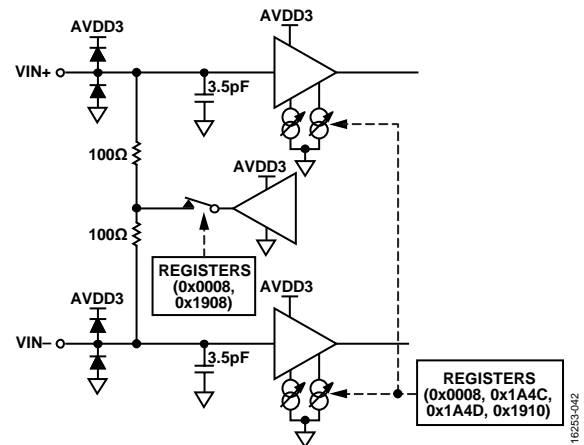 AVDD3
AVDD3
VIN+
3.5pF
100Ω
AVDD3
100Ω
REGISTERS
(0x0008,
0x1908)
AVDD3
AVDD3
VIN–
3.5pF
REGISTERS
(0x0008, 0x1A4C,
0x1A4D, 0x1910)
16253-042